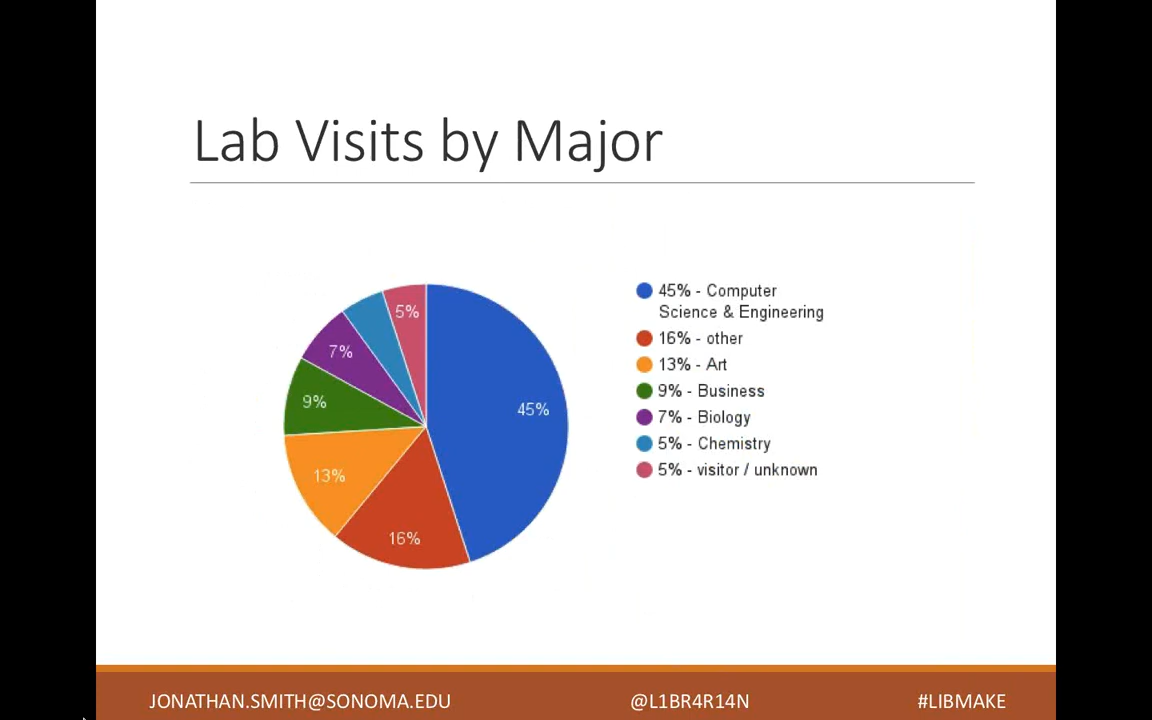 Lab Visits by Major
5%
7%
9%
45%
13%
16%
45% - Computer
Science & Engineering
16% - other
13% - Art
9% - Business
7% - Biology
5% - Chemistry
5% - visitor / unknown
JONATHAN.SMITH@SONOMA.EDU @L1BR4R14N #LIBMAKE